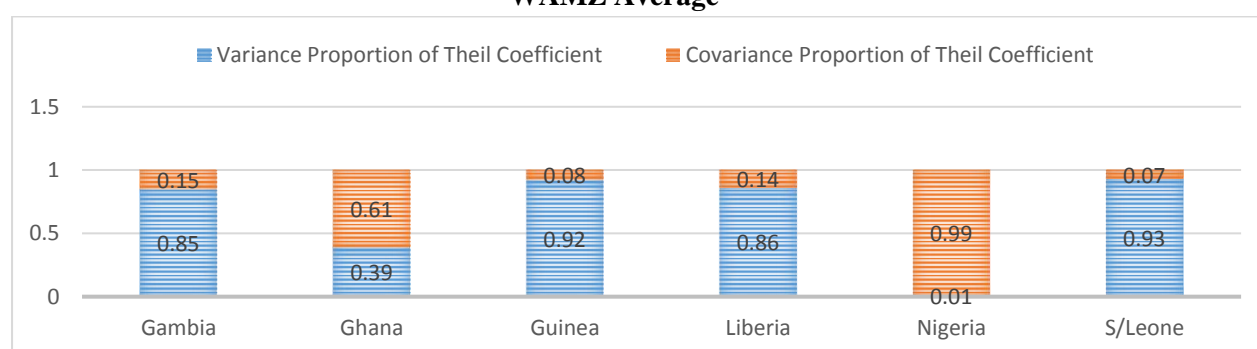 WAMZ Average
Variance Proportion of Theil Coefficient Covariance Proportion of Theil Coefficient
1.5
1
0.15 0.61 0.08 0.14 0.99 0.07
0.5
0.85 0.39 0.92 0.86 0.01 0.93
0
Gambia Ghana Guinea Liberia Nigeria S/Leone